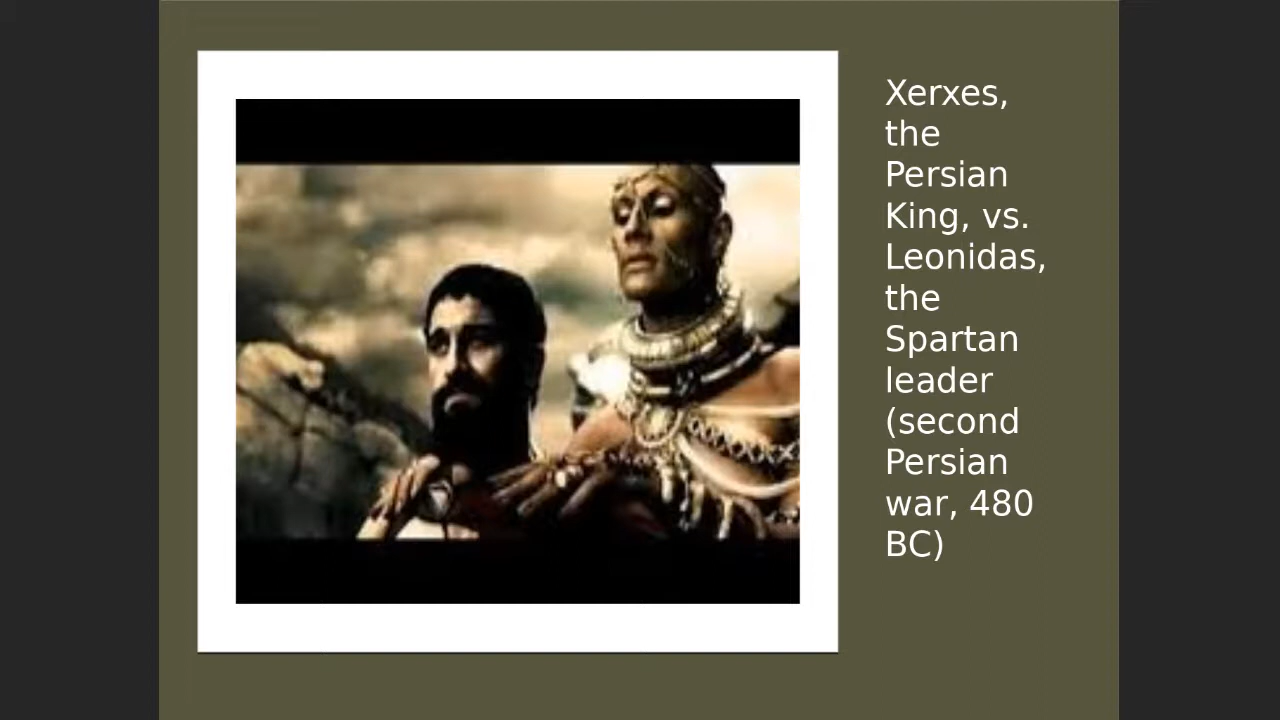 Xerxes,
the
Persian
King, vs.
Leonidas,
the
Spartan
leader
(second
Persian
war, 480
BC)